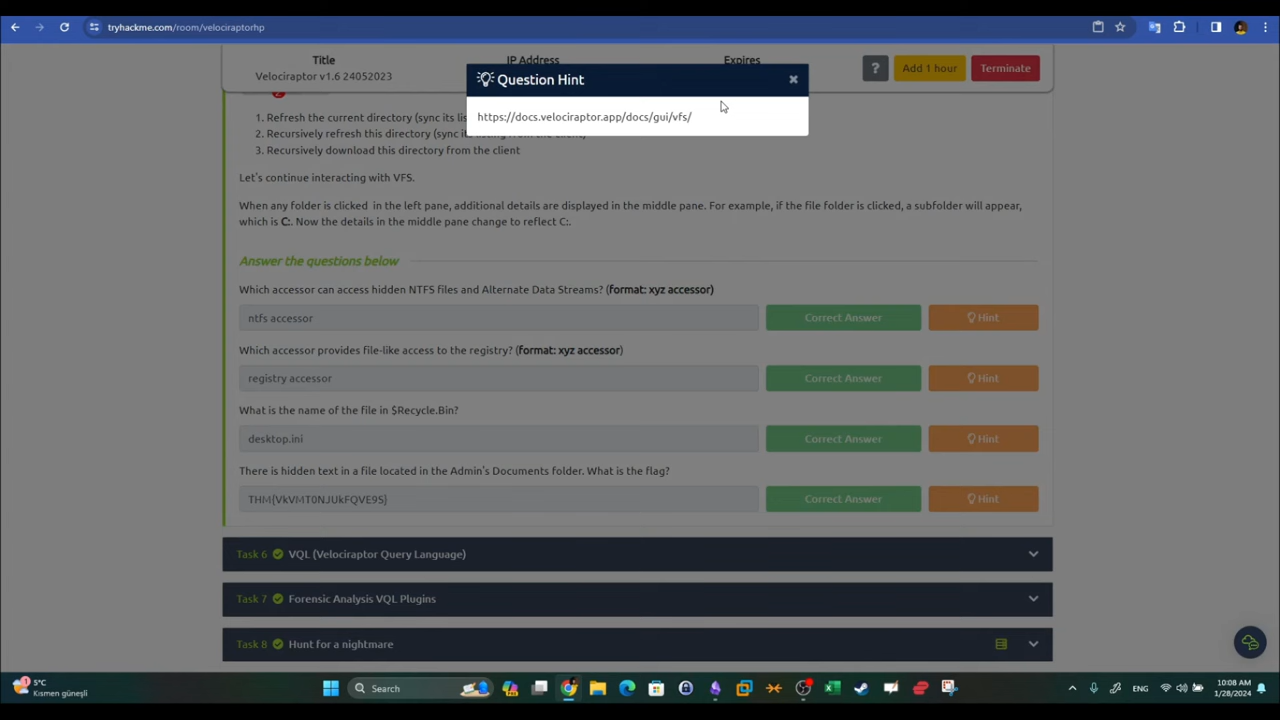 tryhackme.com/room/velociraptorhp
Title
IP Address
Expires
Velociraptor v1.6 24052023
?
Add 1 hour
Terminate
Question Hint
https://docs.velociraptor.app/docs/gui/vfs/
1. Refresh the current directory (sync its lis
2. Recursively refresh this directory (sync its listing from the client)
3. Recursively download this directory from the client
Let's continue interacting with VFS.
When any folder is clicked in the left pane, additional details are displayed in the middle pane. For example, if the file folder is clicked, a subfolder will appear,
which is C:. Now the details in the middle pane change to reflect C:.
Answer the questions below
Which accessor can access hidden NTFS files and Alternate Data Streams? (format: xyz accessor)
ntfs accessor
Correct Answer
Hint
Which accessor provides file-like access to the registry? (format: xyz accessor)
registry accessor
Correct Answer
Hint
What is the name of the file in $Recycle.Bin?
desktop.ini
Correct Answer
Hint
There is hidden text in a file located in the Admin's Documents folder. What is the flag?
THM{VkVMT0NJUkFQVE9S}
Correct Answer
Hint
Task 6 VQL (Velociraptor Query Language)
Task 7 Forensic Analysis VQL Plugins
Task 8 Hunt for a nightmare
1
5°C
Kısmen güneşli
Search
ENG
10:08 AM
1/28/2024